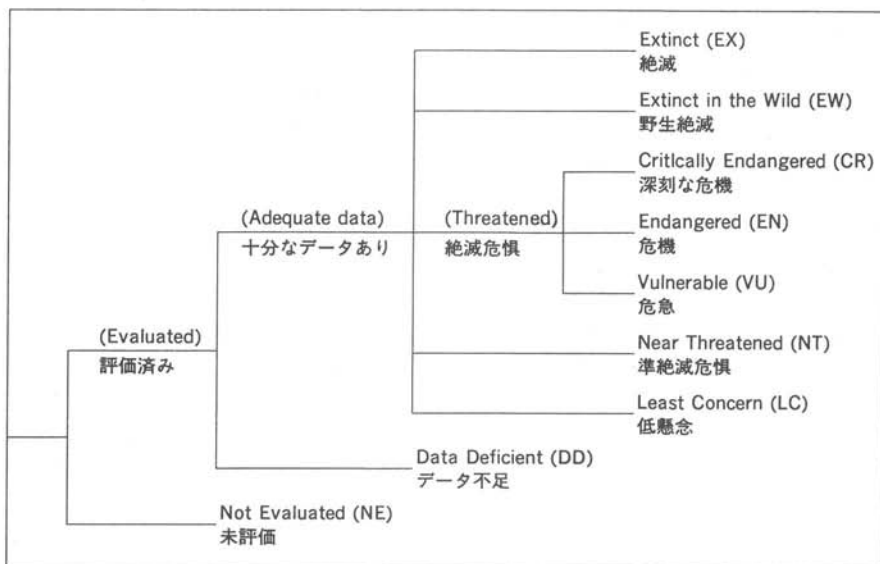 Extinct (EX)
絶滅
Extinct in the Wild (EW)
野生絶滅
CritIcally Endangered (CR)
深刻な危機
(Adequate data)
十分なデータあり
(Threatened)
絶滅危惧
Endangered (EN)
危機
Vulnerable (VU)
危急
(Evaluated)
評価済み
Near Threatened (NT)
準絶滅危惧
Least Concern (LC)
低懸念
Data Deficient (DD)
データ不足
Not Evaluated (NE)
未評価